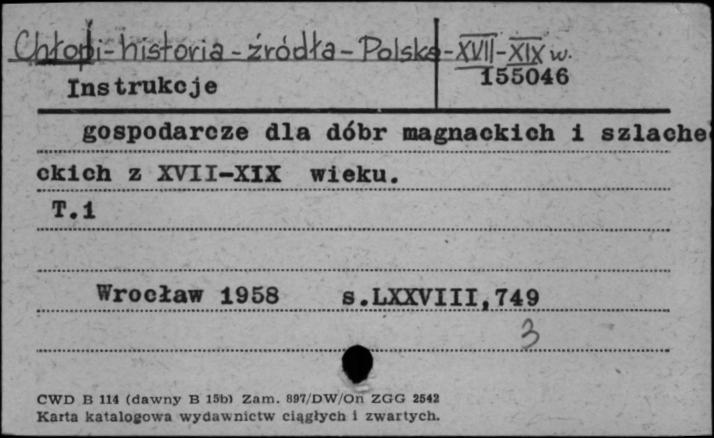 Chłopi-historia-źródła-Polska-XVII-XIX w.
155046
Instrukcje
gospodarcze dla dóbr magnackich i szlache
ckich z XVII-XIX wieku.
T.1
Wrocław 1958 s.LXXVIII,749
3
CWD B 114 (dawny B 15b) Zam. 897/DW/On ZGG 2542
Karta katalogowa wydawnictw ciągłych i zwartych.